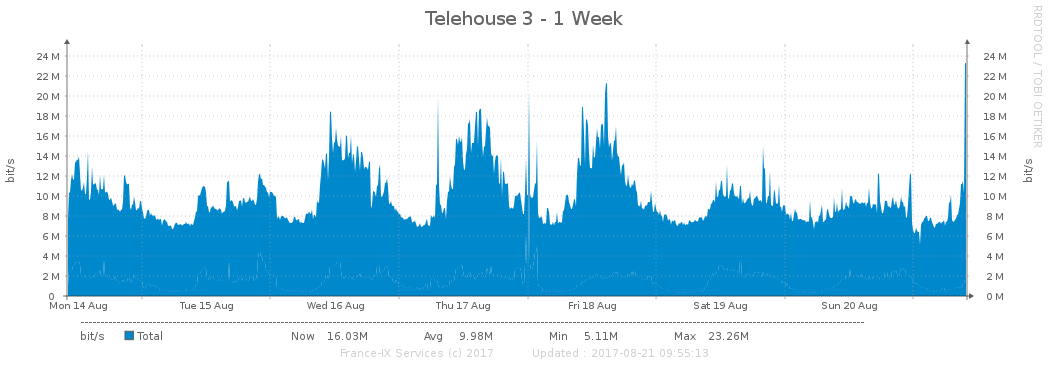 Telehouse 3 - 1 Week
RRDTOOL / TOBI OETIKER
24 M 24 M
22 M 22 M
20 M 20 M
18 M 18 M
16 M 16 M
14 M 14 M
12 M 12 M
10 M 10 M
8 M 8 M
6 M 6 M
4 M 4 M
2 M 2 M
0 0 M
bit/s
bit/s
Mon 14 Aug Tue 15 Aug Wed 16 Aug Thu 17 Aug Fri 18 Aug Sat 19 Aug Sun 20 Aug
bit/s Total Now 16.03M Avg 9.98M Min 5.11M Max 23.26M
France-IX Services (c) 2017 Updated : 2017-08-21 09:55:13